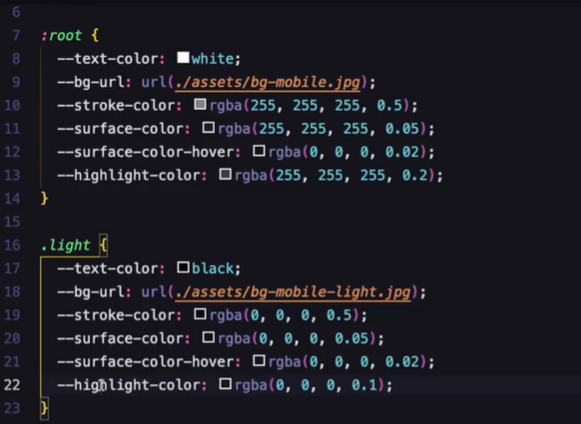 6
7 :root {
8 --text-color: white;
9 --bg-url: url(./assets/bg-mobile.jpg);
10 --stroke-color: rgba(255, 255, 255, 0.5);
11 --surface-color: rgba(255, 255, 255, 0.05);
12 --surface-color-hover: rgba(0, 0, 0, 0.02);
13 --highlight-color: rgba(255, 255, 255, 0.2);
14 }
15
16 .light {
17 --text-color: black;
18 --bg-url: url(./assets/bg-mobile-light.jpg);
19 --stroke-color: rgba(0, 0, 0, 0.5);
20 --surface-color: rgba(0, 0, 0, 0.05);
21 --surface-color-hover: rgba(0, 0, 0, 0.02);
22 --highlight-color: rgba(0, 0, 0, 0.1);
23 }